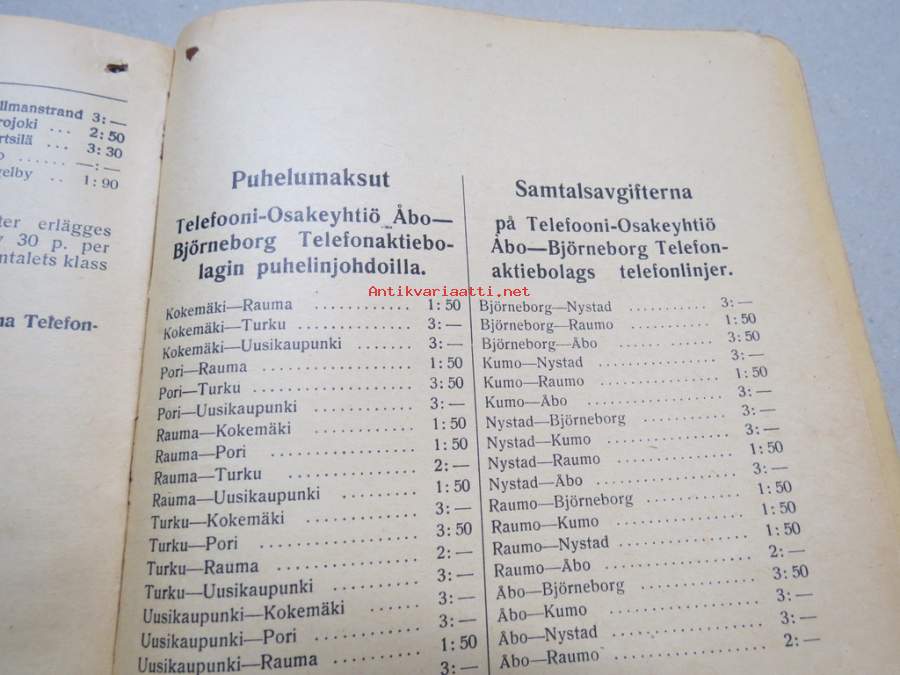 llmanstrand 3: —
rojoki ... 2: 50
rtsilä ... 3: 30
o ...... —: —
gelby .. 1: 90
ter erlägges
30 p. per
ntalets klass
na Telefon-
Puhelumaksut
Telefooni-Osakeyhtiö Åbo—
Björneborg Telefonaktiebo-
lagin puhelinjohdoilla.
Kokemäki—Rauma ............ 1: 50
Kokemäki—Turku ............ 3: —
Kokemäki—Uusikaupunki ....... 3: —
Pori—Rauma ................ 1: 50
Pori—Turku ................ 3: 50
Pori—Uusikaupunki .......... 3: —
Rauma—Kokemäki ........... 1: 50
Rauma—Pori ............... 1: 50
Rauma—Turku .............. 2: —
Rauma—Uusikaupunki ........ 1: 50
Turku—Kokemäki ............ 3: —
Turku—Pori ................ 3: 50
Turku—Rauma .............. 2: —
Turku—Uusikaupunki ......... 3: —
Uusikaupunki—Kokemäki ....... 3: —
Uusikaupunki—Pori .......... 3: —
Uusikaupunki—Rauma ......... 1: 50
3: —
Samtalsavgifterna
på Telefooni-Osakeyhtiö
Åbo—Björneborg Telefon-
aktiebolags telefonlinjer.
Björneborg—Nystad .......... 3: —
Björneborg—Raumo .......... 1: 50
Björneborg—Åbo ............ 3: 50
Kumo—Nystad .............. 3: —
Kumo—Raumo .............. 1: 50
Kumo—Åbo ................ 3: —
Nystad—Björneborg .......... 3: —
Nystad—Kumo .............. 3: —
Nystad—Raumo ............. 1: 50
Nystad—Åbo ............... 3: —
Raumo—Björneborg .......... 1: 50
Raumo—Kumo .............. 1: 50
Raumo—Nystad ............. 1: 50
Raumo—Åbo ............... 2: —
Åbo—Björneborg ............ 3: 50
Åbo—Kumo ................ 3: —
Åbo—Nystad ............... 3: —
Åbo—Raumo ............... 2: —
Antikvariaatti.net